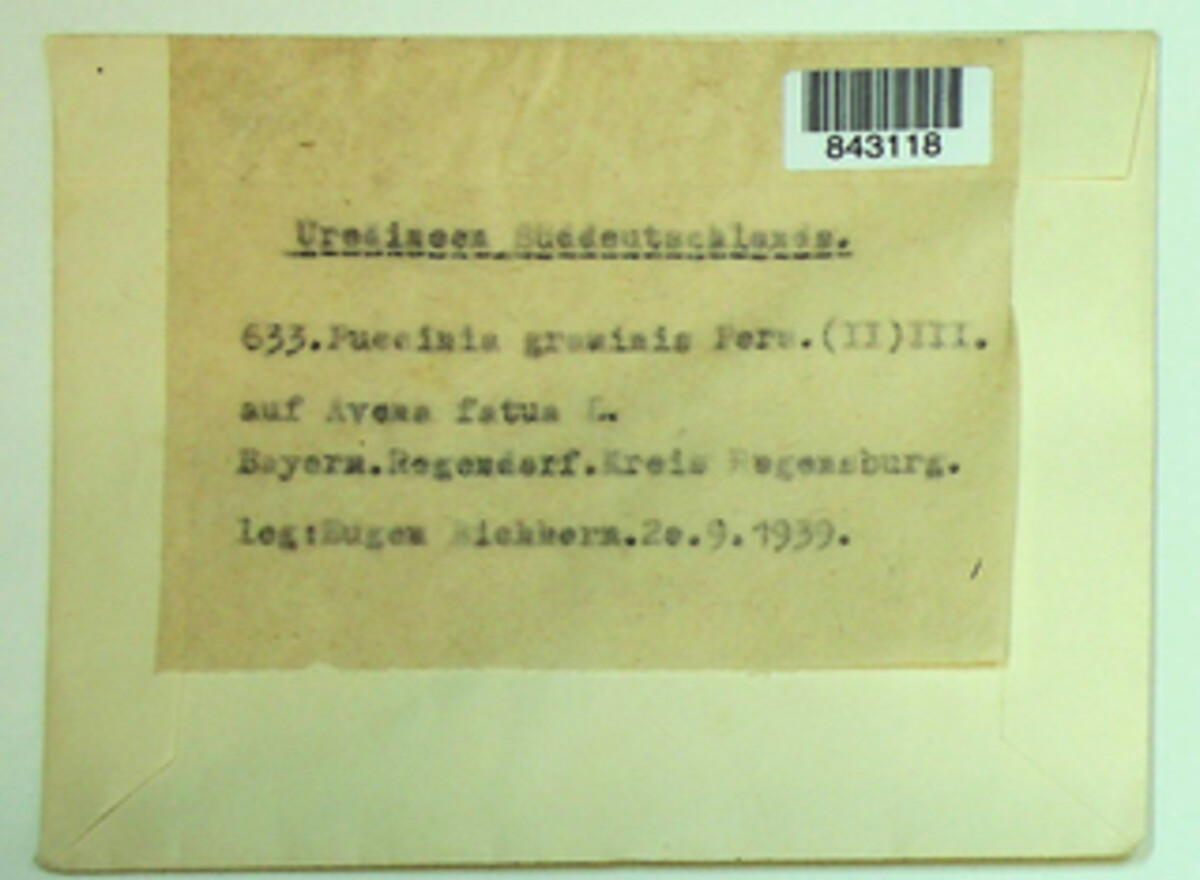 843118
Uredineen Süddeutschlands.
633.Puccinia graminis Pers.(II)III.
auf Avena fatua L.
Bayern.Regendorf.Kreis Regensburg.
leg:Eugen Eichhorn.2o.9.1939.